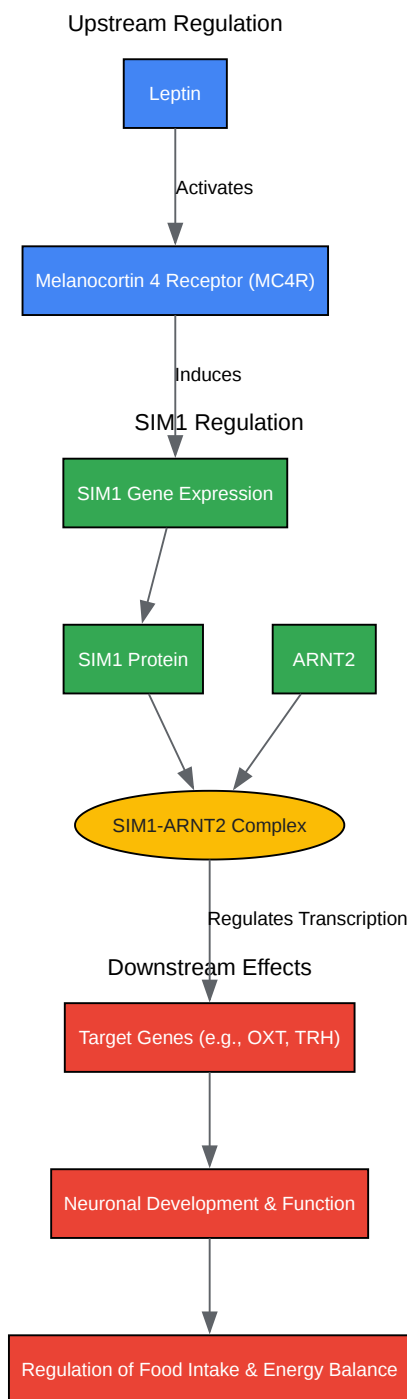 Upstream Regulation
Leptin
Activates
Melanocortin 4 Receptor (MC4R)
Induces
SIM1 Regulation
SIM1 Gene Expression
SIM1 Protein
ARNT2
SIM1-ARNT2 Complex
Regulates Transcription
Downstream Effects
Target Genes (e.g., OXT, TRH)
Neuronal Development & Function
Regulation of Food Intake & Energy Balance